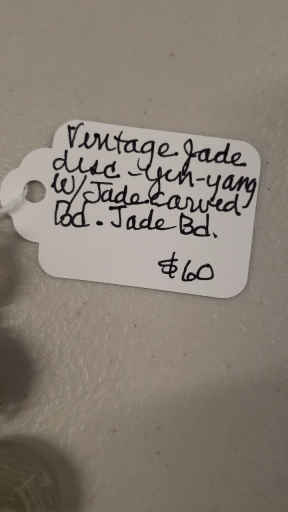 Vintage Jade
disc - yin-yang
W/ Jade carved
bd. Jade Bd.
$60